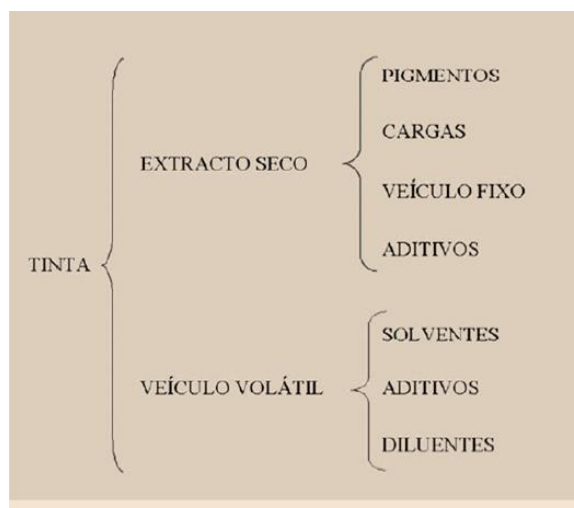 PIGMENTOS
CARGAS
EXTRACTO SECO
VEÍCULO FIXO
ADITIVOS
TINTA
SOLVENTES
VEÍCULO VOLÁTIL
ADITIVOS
DILUENTES